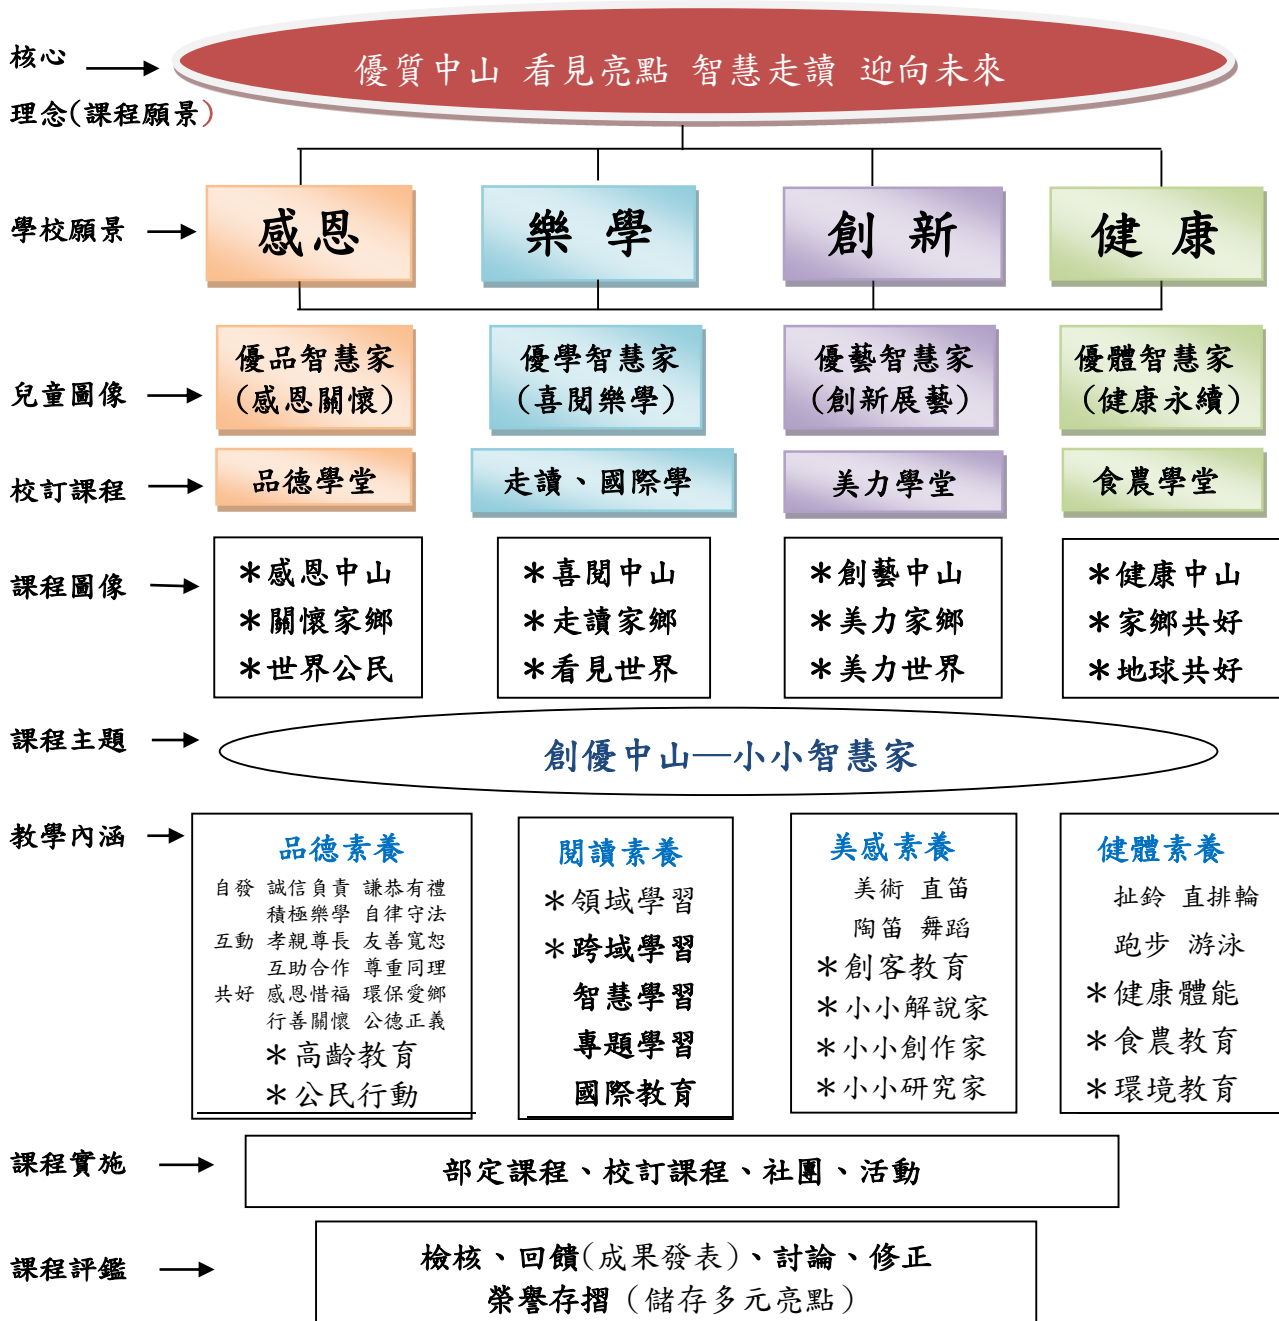 核心
優質中山 看見亮點 智慧走讀 迎向未來
理念(課程願景)
學校願景
感恩
樂 學
創 新
健 康
兒童圖像
優品智慧家
(感恩關懷)
優學智慧家
(喜閱樂學)
優藝智慧家
(創新展藝)
優體智慧家
(健康永續)
校訂課程
品德學堂
走讀、國際學
美力學堂
食農學堂
課程圖像
＊感恩中山
＊關懷家鄉
＊世界公民
＊喜閱中山
＊走讀家鄉
＊看見世界
＊創藝中山
＊美力家鄉
＊美力世界
＊健康中山
＊家鄉共好
＊地球共好
課程主題
創優中山—小小智慧家
教學內涵
品德素養
自發 誠信負責 謙恭有禮
積極樂學 自律守法
互動 孝親尊長 友善寬恕
互助合作 尊重同理
共好 感恩惜福 環保愛鄉
行善關懷 公德正義
＊高齡教育
＊公民行動
閱讀素養
＊領域學習
＊跨域學習
智慧學習
專題學習
國際教育
美感素養
美術 直笛
陶笛 舞蹈
＊創客教育
＊小小解說家
＊小小創作家
＊小小研究家
健體素養
扯鈴 直排輪
跑步 游泳
＊健康體能
＊食農教育
＊環境教育
課程實施
部定課程、校訂課程、社團、活動
課程評鑑
檢核、回饋(成果發表)、討論、修正
榮譽存摺（儲存多元亮點）